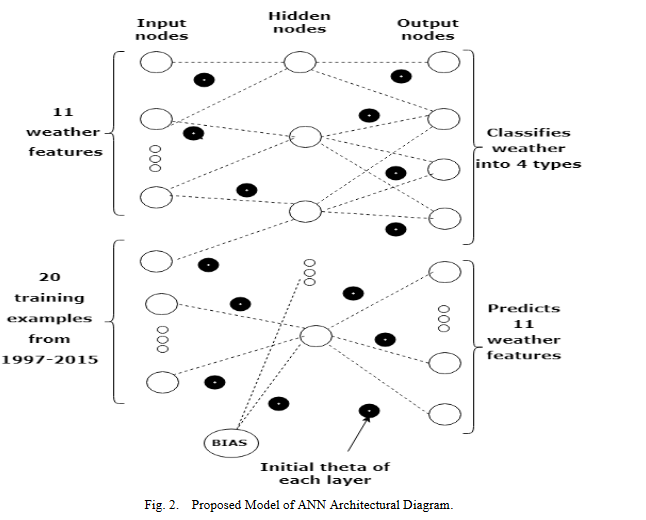 Input
nodes
Hidden
nodes
Output
nodes
11
weather
features
Classifies
weather
into 4 types
20
training
examples
from
1997-2015
Predicts
11
weather
features
BIAS
Initial theta of
each layer
Fig. 2. Proposed Model of ANN Architectural Diagram.